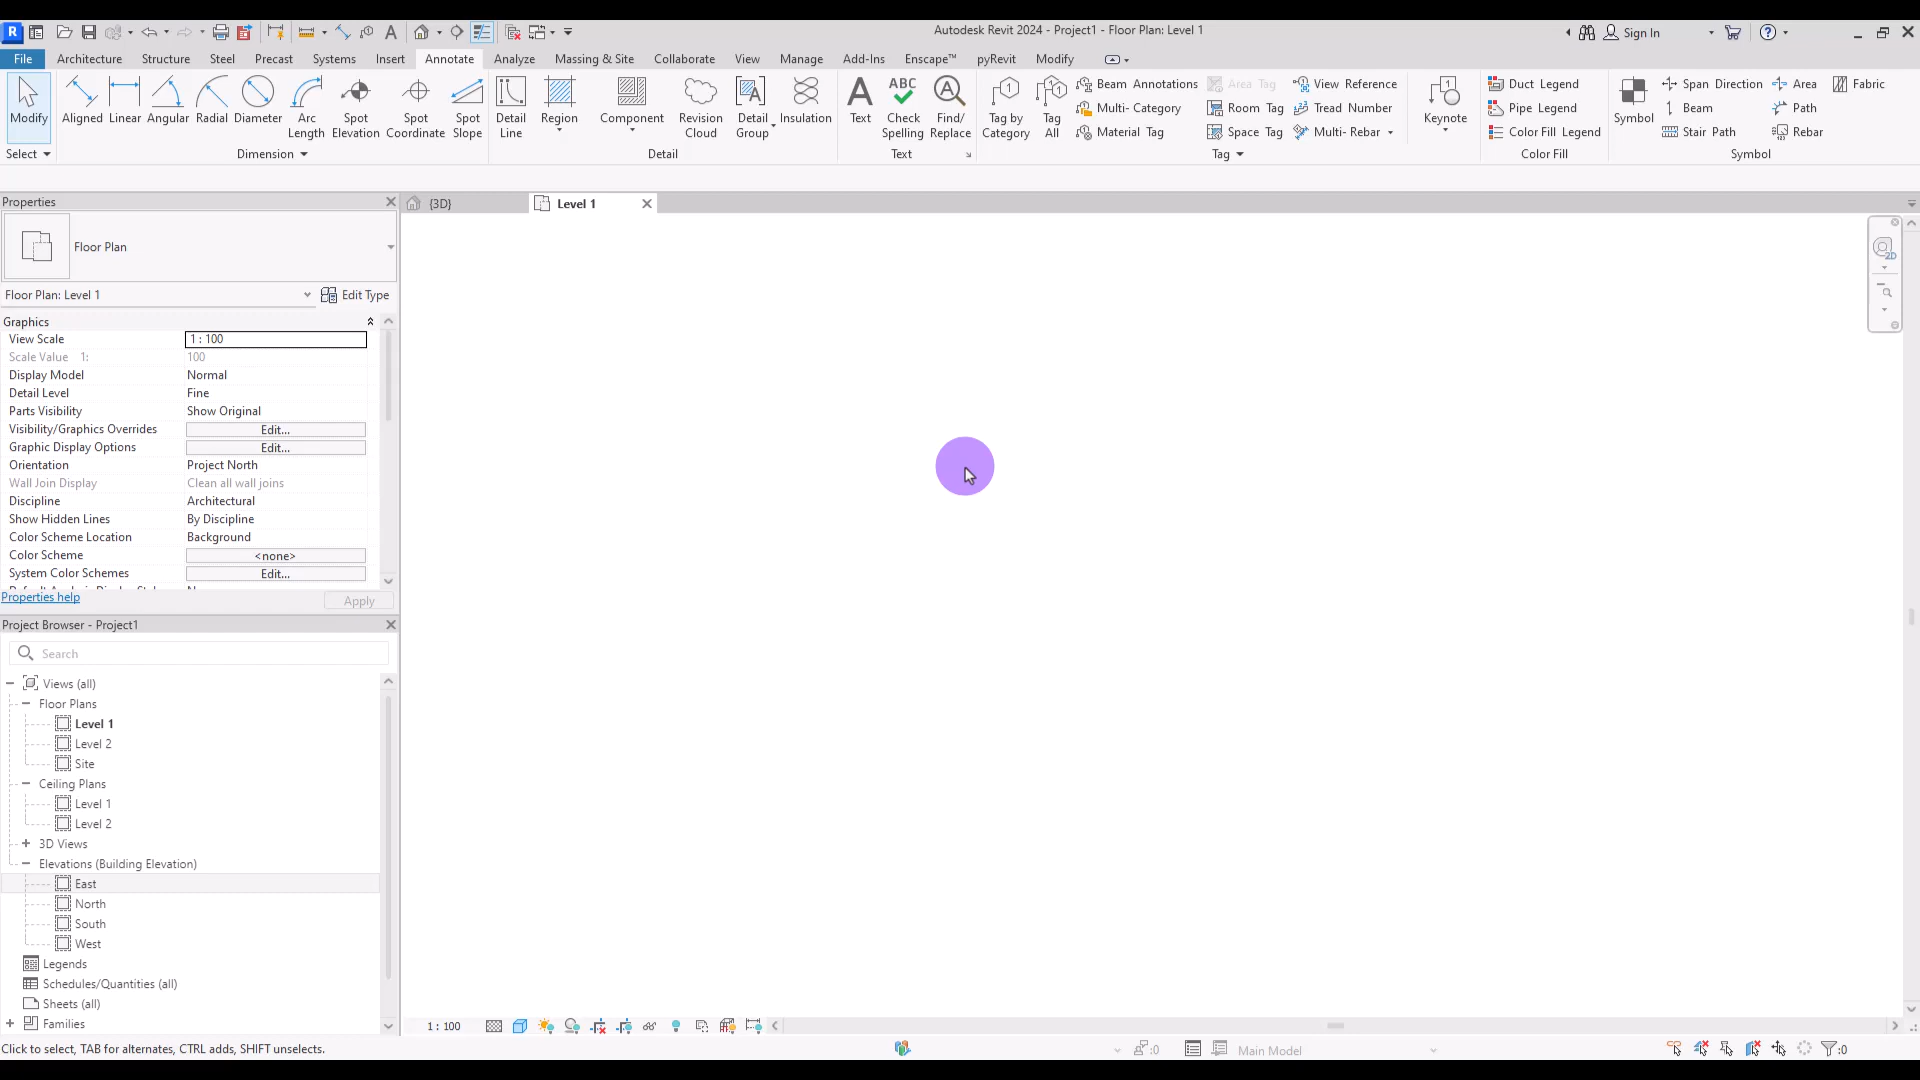 R
A
Autodesk Revit 2024 - Project1 - Floor Plan: Level 1
Sign In
File Architecture Structure Steel Precast Systems Insert Annotate Analyze Massing & Site Collaborate View Manage Add-Ins Enscape™ pyRevit Modify
Modify
Aligned Linear Angular Radial Diameter Arc Length Spot Elevation Spot Coordinate Spot Slope
Detail Line Region Component Revision Cloud Detail Group Insulation
Text Check Spelling Find/ Replace
Tag by Category Tag All
Beam Annotations
Multi- Category
Material Tag
Area Tag
Room Tag
Space Tag
View Reference
Tread Number
Multi- Rebar
Keynote
Duct Legend
Pipe Legend
Color Fill Legend
Symbol
Span Direction
Beam
Stair Path
Area
Path
Rebar
Fabric
Select Dimension Detail Text Tag Color Fill Symbol
Properties
{3D}
Level 1
Floor Plan
Floor Plan: Level 1
Edit Type
Graphics
View Scale 1 : 100
Scale Value 1: 100
Display Model Normal
Detail Level Fine
Parts Visibility Show Original
Visibility/Graphics Overrides Edit...
Graphic Display Options Edit...
Orientation Project North
Wall Join Display Clean all wall joins
Discipline Architectural
Show Hidden Lines By Discipline
Color Scheme Location Background
Color Scheme <none>
System Color Schemes Edit...
Properties help
Apply
Project Browser - Project1
Search
Views (all)
Floor Plans
Level 1
Level 2
Site
Ceiling Plans
Level 1
Level 2
3D Views
Elevations (Building Elevation)
East
North
South
West
Legends
Schedules/Quantities (all)
Sheets (all)
Families
1 : 100
Click to select, TAB for alternates, CTRL adds, SHIFT unselects.
:0
Main Model
:0